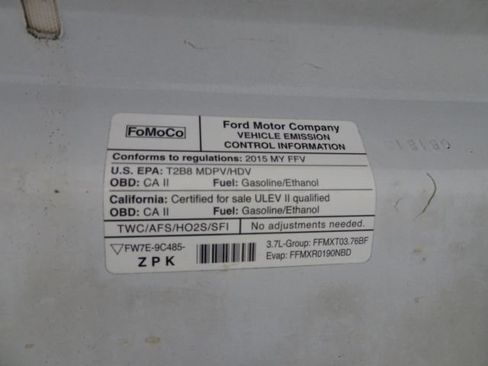 FoMoCo
Ford Motor Company
VEHICLE EMISSION
CONTROL INFORMATION
Conforms to regulations: 2015 MY FFV
U.S. EPA: T2B8 MDPV/HDV
OBD: CA II Fuel: Gasoline/Ethanol
California: Certified for sale ULEV II qualified
OBD: CA II Fuel: Gasoline/Ethanol
TWC/AFS/HO2S/SFI No adjustments needed.
FW7E-9C485-
ZPK
3.7L-Group: FFMXT03.76BF
Evap: FFMXR0190NBD